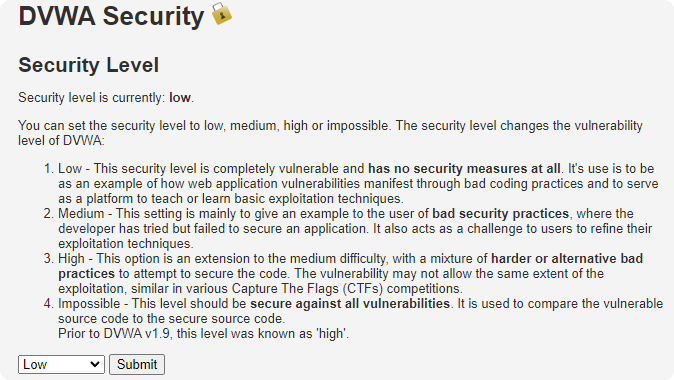 DVWA Security
Security Level
Security level is currently: low.
You can set the security level to low, medium, high or impossible. The security level changes the vulnerability
level of DVWA:
1. Low - This security level is completely vulnerable and has no security measures at all. It's use is to be
as an example of how web application vulnerabilities manifest through bad coding practices and to serve
as a platform to teach or learn basic exploitation techniques.
2. Medium - This setting is mainly to give an example to the user of bad security practices, where the
developer has tried but failed to secure an application. It also acts as a challenge to users to refine their
exploitation techniques.
3. High - This option is an extension to the medium difficulty, with a mixture of harder or alternative bad
practices to attempt to secure the code. The vulnerability may not allow the same extent of the
exploitation, similar in various Capture The Flags (CTFs) competitions.
4. Impossible - This level should be secure against all vulnerabilities. It is used to compare the vulnerable
source code to the secure source code.
Prior to DVWA v1.9, this level was known as 'high'.
Low Submit